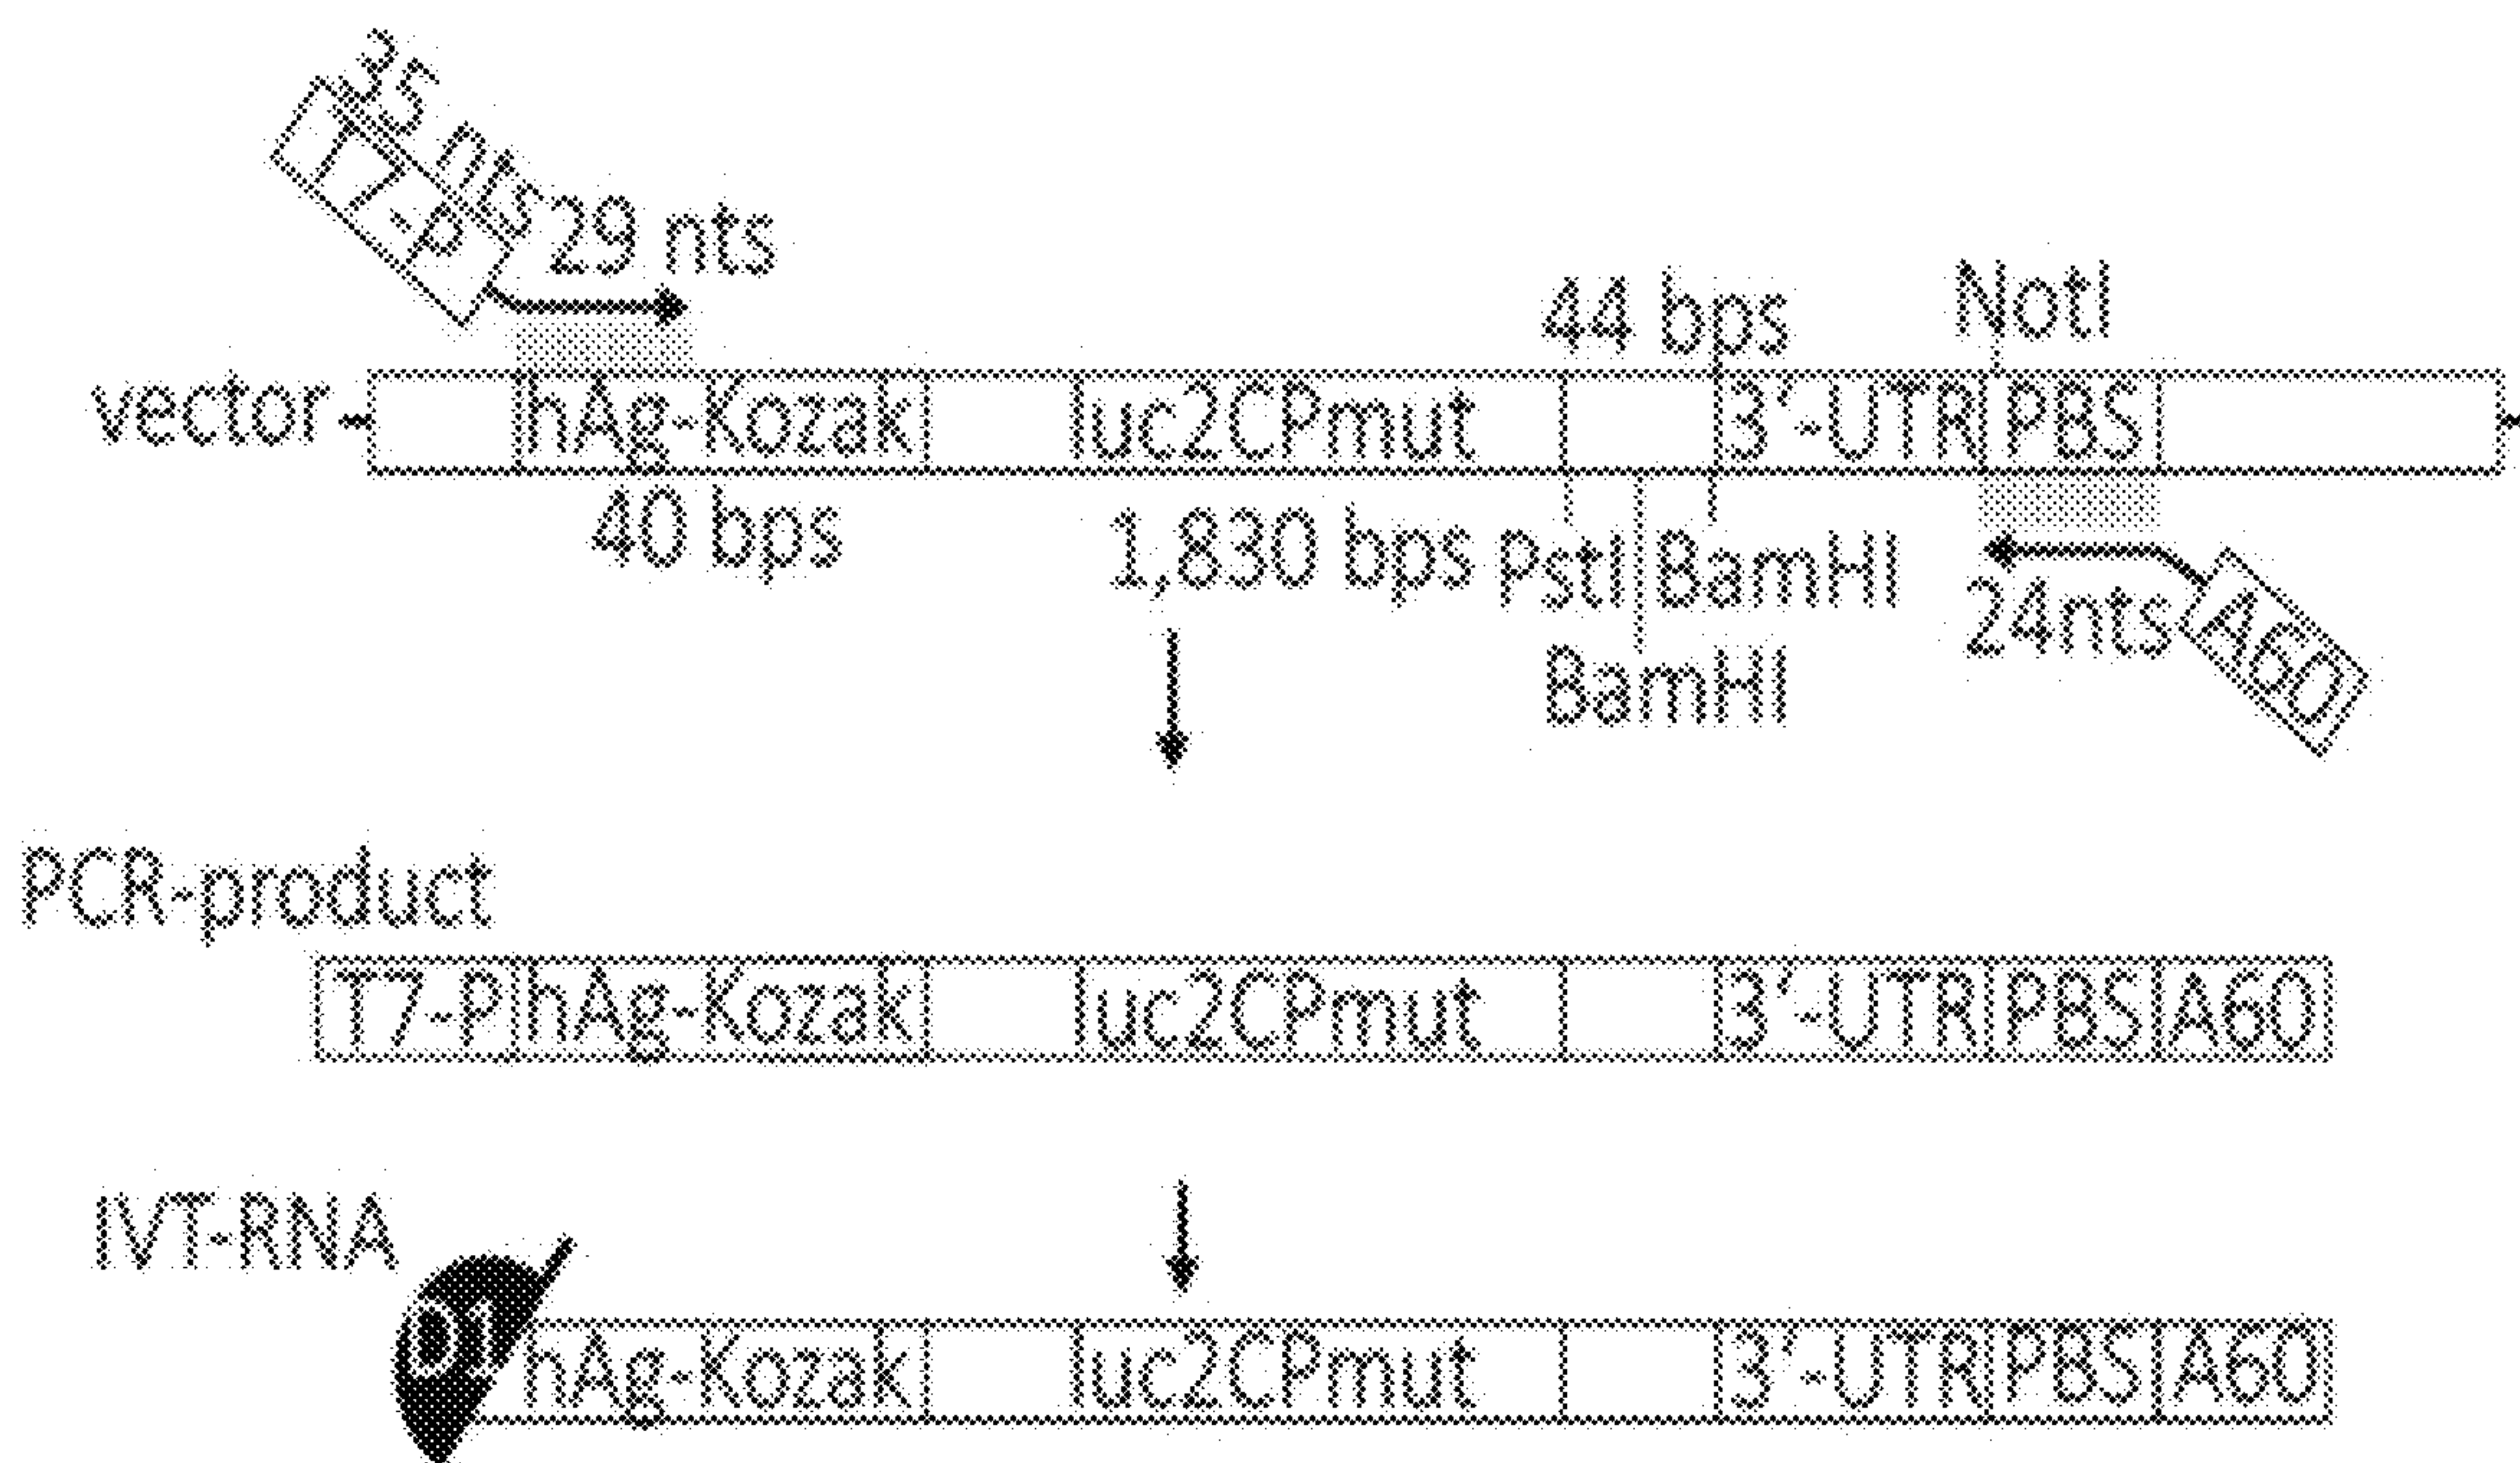 35 nts
T7-P
29 nts
44 bps
NotI
vector
hAg-Kozak
luc2CPmut
3´-UTR
PBS
40 bps
1,830 bps
PstI
BamHI
BamHI
24nts
A60
PCR-product
T7-P
hAg-Kozak
luc2CPmut
3´-UTR
PBS
A60
IVT-RNA
hAg-Kozak
luc2CPmut
3´-UTR
PBS
A60